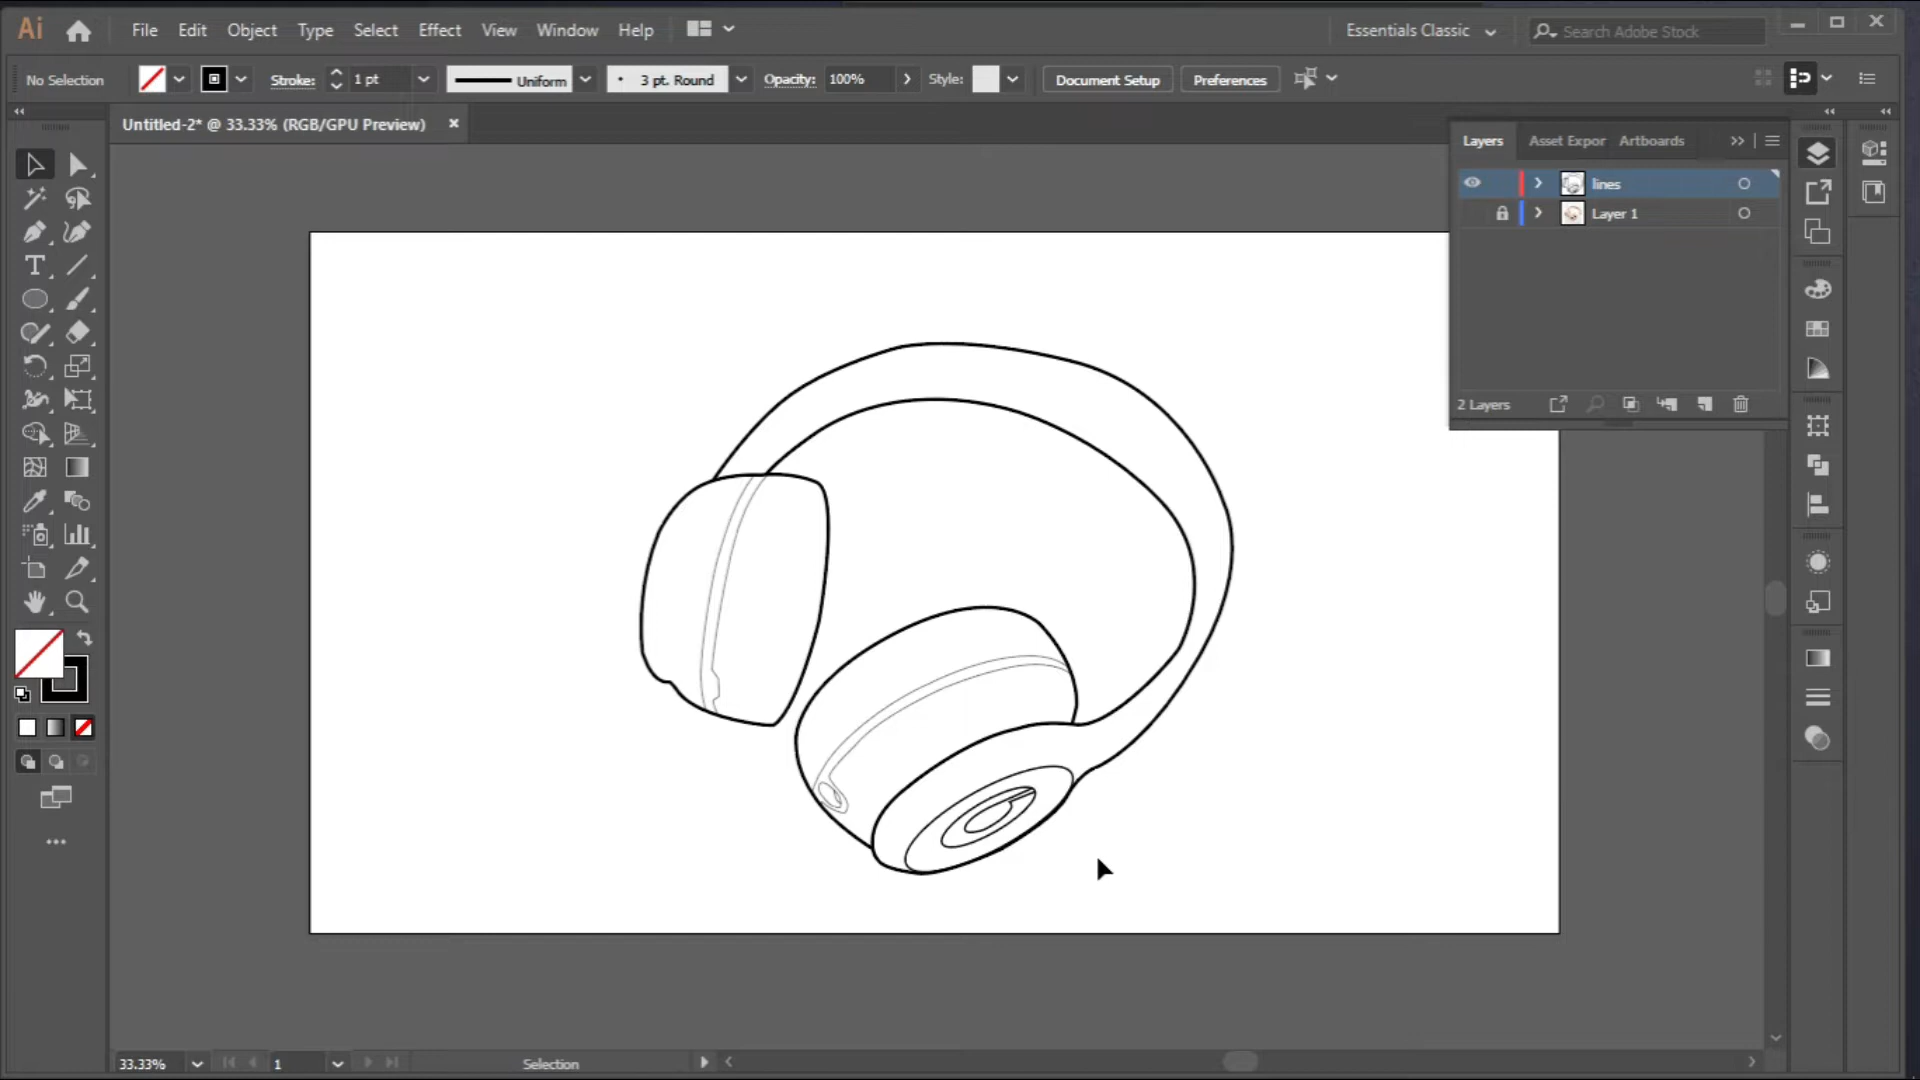 Ai File Edit Object Type Select Effect View Window Help Essentials Classic Search Adobe Stock
No Selection Stroke: 1 pt Uniform 3 pt. Round Opacity: 100% Style: Document Setup Preferences
Untitled-2* @ 33.33% (RGB/GPU Preview)
Layers Asset Expor Artboards
lines
Layer 1
2 Layers
33.33% 1 Selection